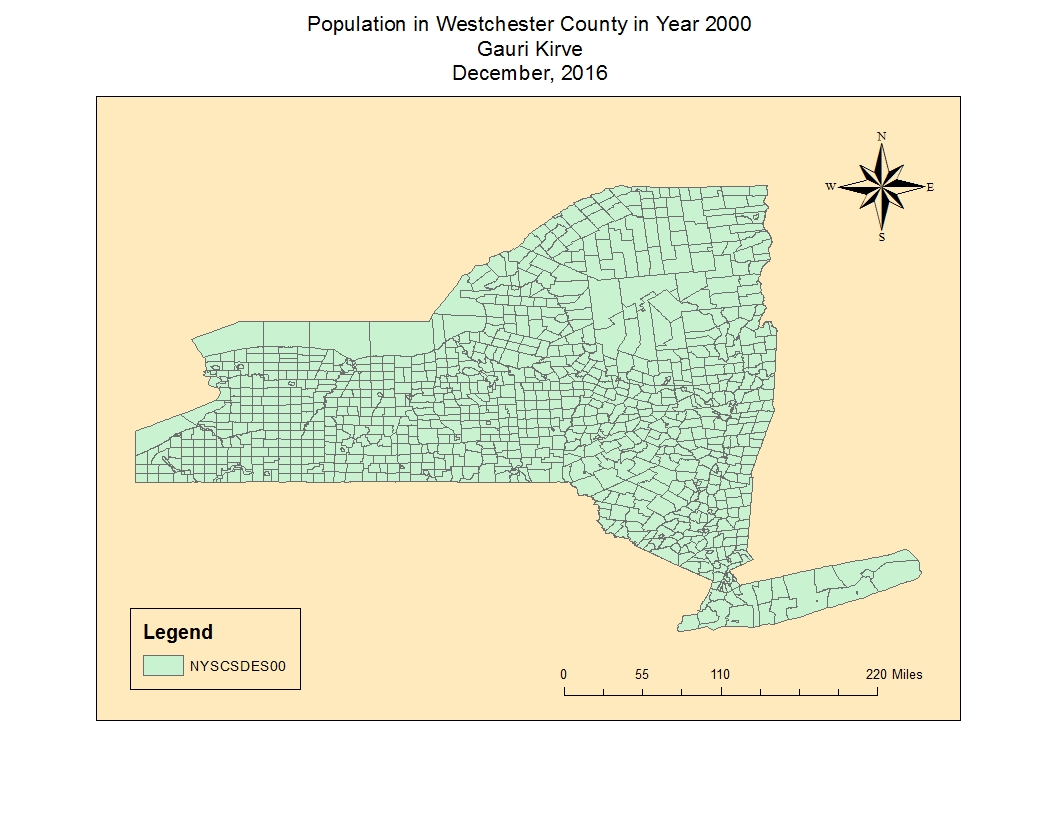 Population in Westchester County in Year 2000
Gauri Kirve
December, 2016
N
W
E
S
Legend
NYSCSDES00
0 55 110 220 Miles